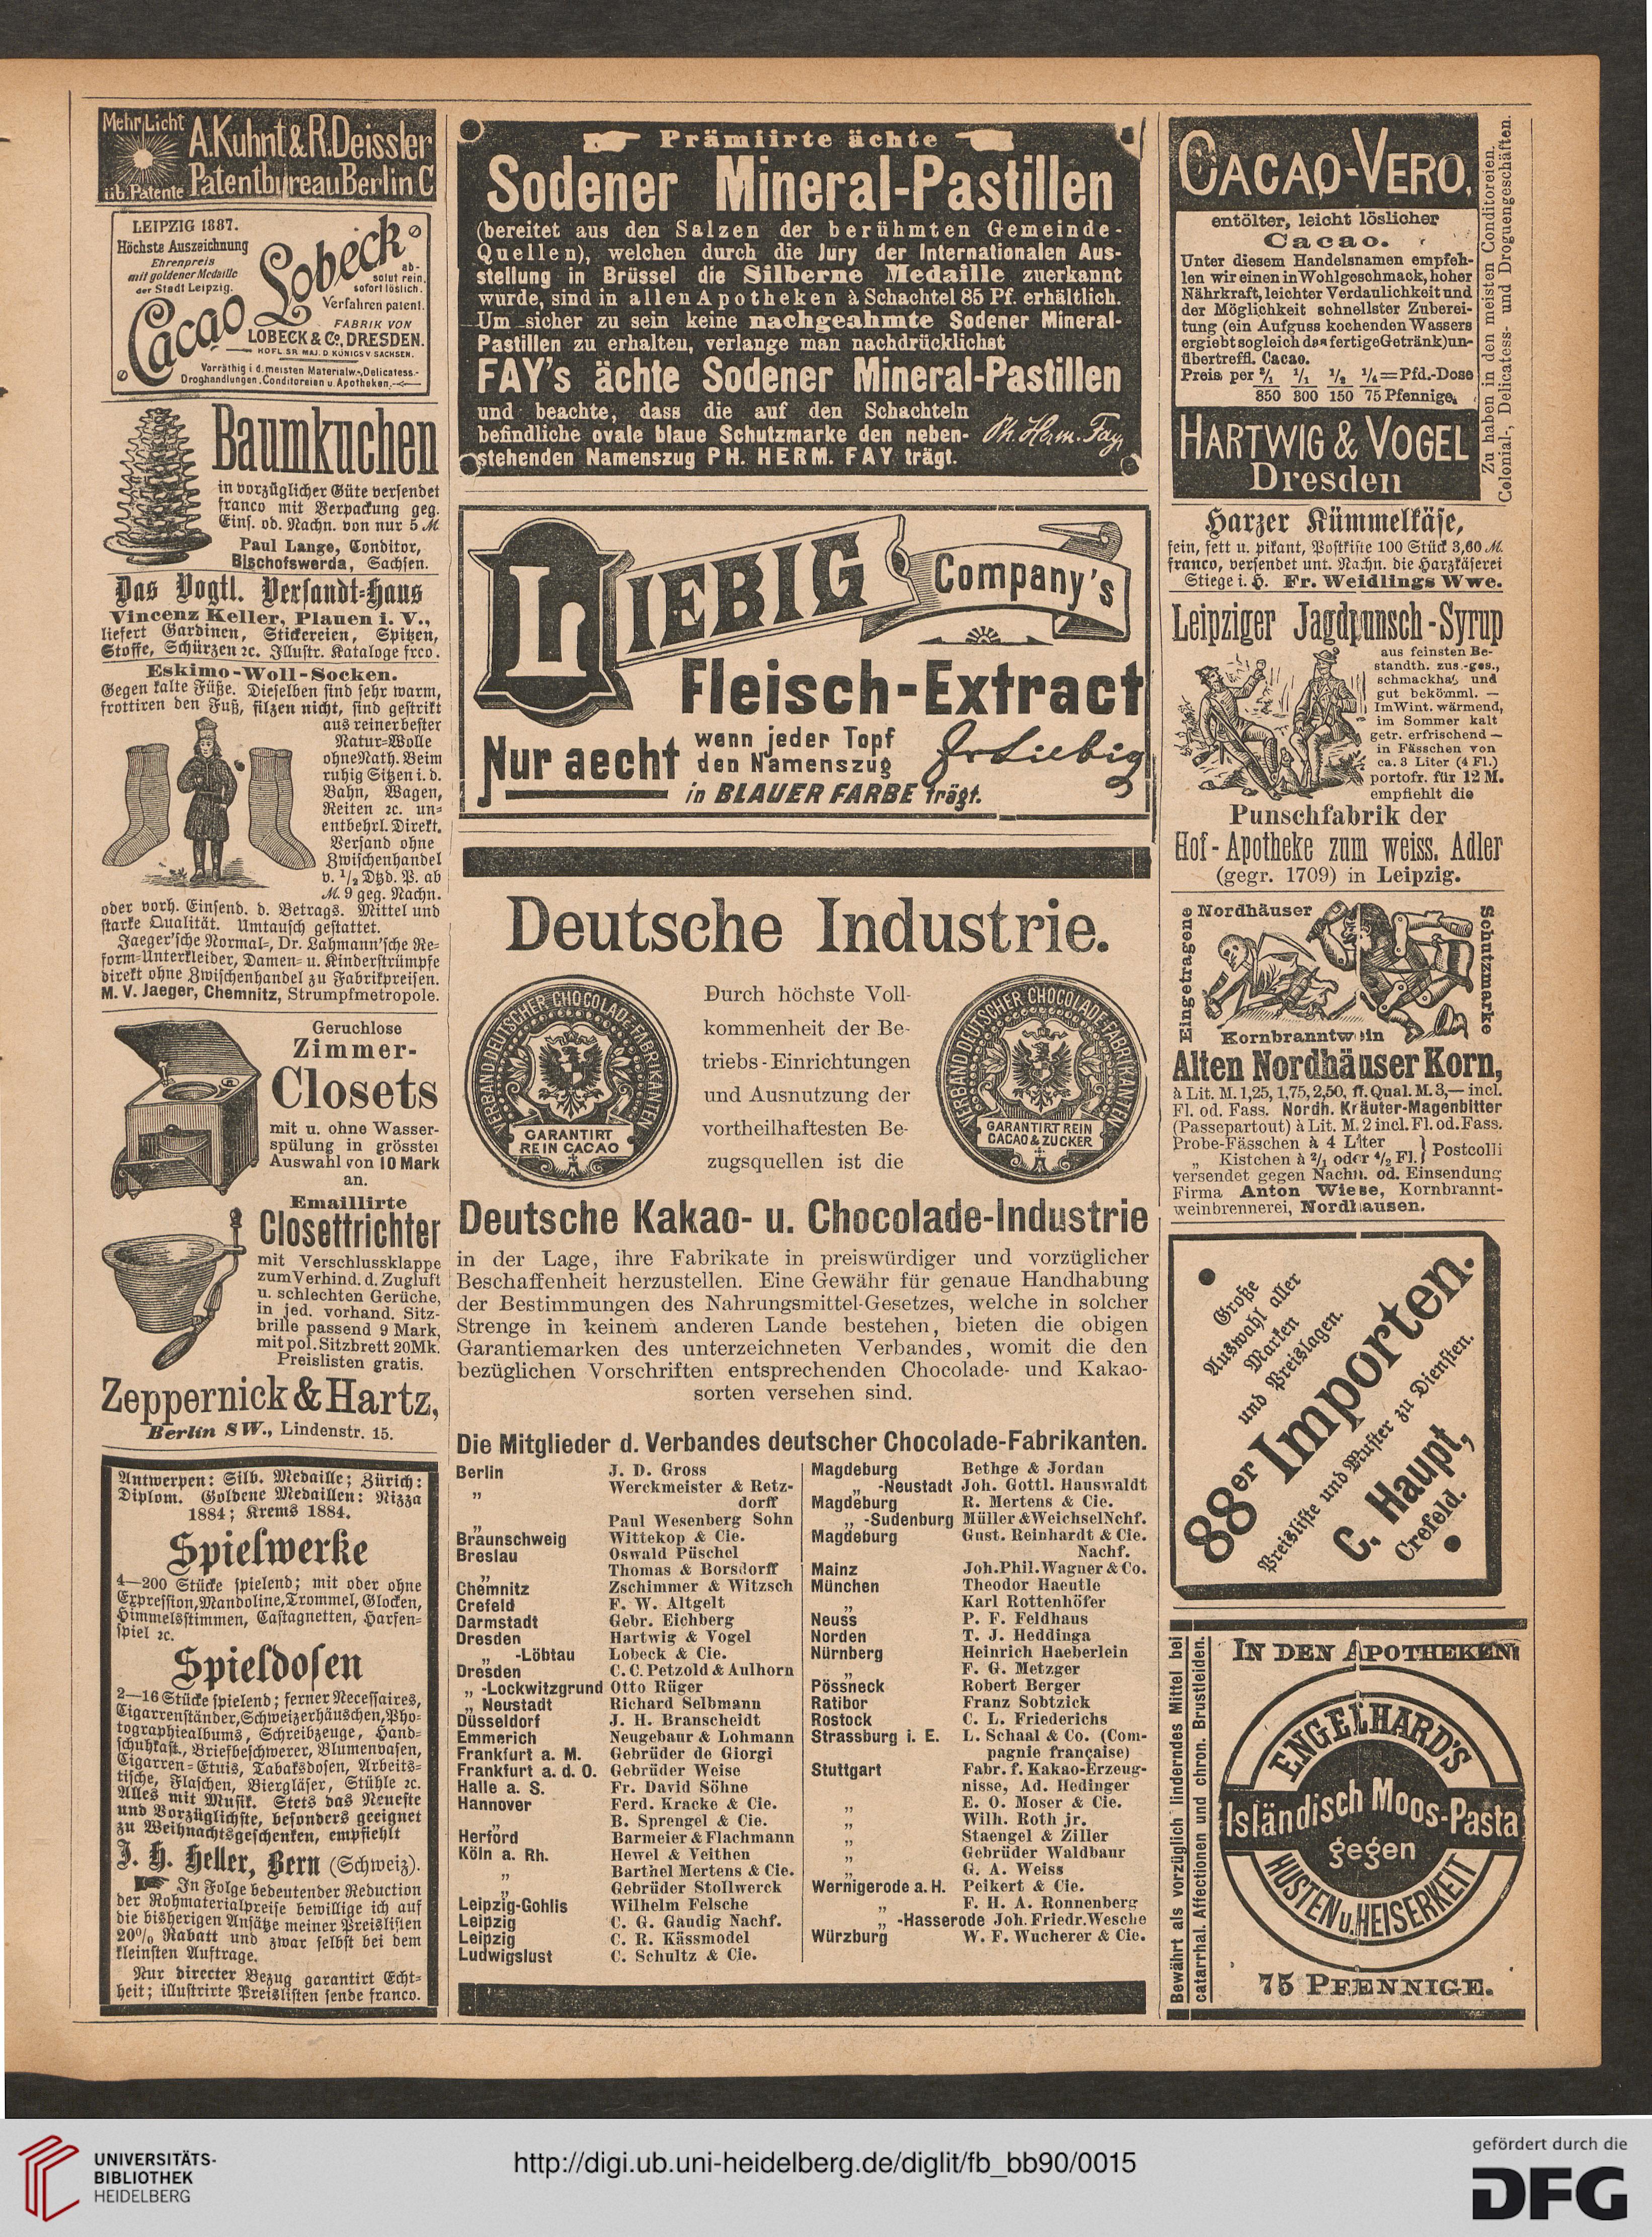 Mehr Licht
üb. Patente
A. Kuhnt & R. Deissler
Patentbureau Berlin C
LEIPZIG 1887.
Höchste Auszeichnung
Ehrenpreis
mit goldener Medaille
der Stadt Leipzig.
Cacao Lobeck
absolut rein,
sofort löslich.
Verfahren patent.
FABRIK VON
LOBECK & Co., DRESDEN.
HOFL. SR. MAJ. D. KÖNIGS V. SACHSEN.
Vorräthig i. d. meisten Materialw.-, Delicatess.-
Droghandlungen, Conditoreien u. Apotheken.
Baumkuchen
in vorzüglicher Güte versendet
franco mit Verpackung geg.
Eins. od. Nachn. von nur 5 M.
Paul Lange, Conditor,
Bischofswerda, Sachsen.
Das Vogtl. Versandt-Haus
Vincenz Keller, Plauen i. V.,
liefert Gardinen, Stickereien, Spitzen,
Stoffe, Schürzen ꝛc. Illustr. Kataloge frco.
Eskimo-Woll-Socken.
Gegen kalte Füße. Dieselben sind sehr warm,
frottiren den Fuß, filzen nicht, sind gestrikt
aus reiner bester
Natur-Wolle
ohne Nath. Beim
ruhig Sitzen i. d.
Bahn, Wagen,
Reiten ꝛc. un-
entbehrl. Direkt.
Versand ohne
Zwischenhandel
v. 1/2 Dtzd. P. ab
M. 9 geg. Nachn.
oder vorh. Einsend. d. Betrags. Mittel und
starke Qualität. Umtausch gestattet.
Jaeger'sche Normal-, Dr. Lahmann'sche Re-
form-Unterkleider, Damen- u. Kinderstrümpfe
direkt ohne Zwischenhandel zu Fabrikpreisen.
M. V. Jaeger, Chemnitz, Strumpfmetropole.
Geruchlose
Zimmer-
Closets
mit u. ohne Wasser-
spülung in grösster
Auswahl von 10 Mark
an.
Emaillirte
Closettrichter
mit Verschlussklappe
zum Verhind. d. Zugluft
u. schlechten Gerüche,
in jed. vorhand. Sitz-
brille passend 9 Mark,
mit pol. Sitzbrett 20 Mk.
Preislisten gratis.
Zeppernick & Hartz,
Berlin SW., Lindenstr. 15.
Antwerpen: Silb. Medaille; Zürich:
Diplom. Goldene Medaillen: Nizza
1884; Krems 1884.
Spielwerke
4—200 Stücke spielend; mit oder ohne
Expression, Mandoline, Trommel, Glocken,
Himmelsstimmen, Castagnetten, Harfen-
spiel ꝛc.
Spieldosen
2—16 Stücke spielend; ferner Necessaires,
Cigarrenständer, Schweizerhäuschen, Pho-
tographiealbums, Schreibzeuge, Hand-
schuhkast., Briefbeschwerer, Blumenvasen,
Cigarren-Etuis, Tabaksdosen, Arbeits-
tische, Flaschen, Biergläser, Stühle ꝛc.
Alles mit Musik. Stets das Neueste
und Vorzüglichste, besonders geeignet
zu Weihnachtsgeschenken, empfiehlt
J. H. Heller, Bern (Schweiz).
In Folge bedeutender Reduction
der Rohmaterialpreise bewillige ich auf
die bisherigen Ansätze meiner Preislisten
20% Rabatt und zwar selbst bei dem
kleinsten Auftrage.
Nur directer Bezug garantirt Echt-
heit; illustrirte Preislisten sende franco.
Prämiirte ächte
Sodener Mineral-Pastillen
(bereitet aus den Salzen der berühmten Gemeinde-
Quellen), welchen durch die Jury der Internationalen Aus-
stellung in Brüssel die Silberne Medaille zuerkannt
wurde, sind in allen Apotheken à Schachtel 85 Pf. erhältlich.
Um sicher zu sein keine nachgeahmte Sodener Mineral-
Pastillen zu erhalten, verlange man nachdrücklichst
FAY's ächte Sodener Mineral-Pastillen
und beachte, dass die auf den Schachteln
befindliche ovale blaue Schutzmarke den neben-
stehenden Namenszug PH. HERM. FAY trägt.
Ph. Herm. Fay
LIEBIG Company's
Fleisch-Extract
Nur aecht
wenn jeder Topf
den Namenszug
JvLiebig
in BLAUER FARBE trägt.
Deutsche Industrie.
VERBAND DEUTSCHER CHOCOLADE-FABRIKANTEN
GARANTIRT
REIN CACAO
Durch höchste Voll-
kommenheit der Be-
triebs-Einrichtungen
und Ausnutzung der
vortheilhaftesten Be-
zugsquellen ist die
VERBAND DEUTSCHER CHOCOLADE-FABRIKANTEN
GARANTIRT REIN
CACAO & ZUCKER
Deutsche Kakao- u. Chocolade-Industrie
in der Lage, ihre Fabrikate in preiswürdiger und vorzüglicher
Beschaffenheit herzustellen. Eine Gewähr für genaue Handhabung
der Bestimmungen des Nahrungsmittel-Gesetzes, welche in solcher
Strenge in keinem anderen Lande bestehen, bieten die obigen
Garantiemarken des unterzeichneten Verbandes, womit die den
bezüglichen Vorschriften entsprechenden Chocolade- und Kakao-
sorten versehen sind.
Die Mitglieder d. Verbandes deutscher Chocolade-Fabrikanten.
Berlin J. D. Gross
„ Werckmeister & Retz-
dorff
„ Paul Wesenberg Sohn
Braunschweig Wittekop & Cie.
Breslau Oswald Püschel
„ Thomas & Borsdorff
Chemnitz Zschimmer & Witzsch
Crefeld F. W. Altgelt
Darmstadt Gebr. Eichberg
Dresden Hartwig & Vogel
„ -Löbtau Lobeck & Cie.
Dresden C. C. Petzold & Aulhorn
„ -Lockwitzgrund Otto Rüger
„ Neustadt Richard Selbmann
Düsseldorf J. H. Branscheidt
Emmerich Neugebaur & Lohmann
Frankfurt a. M. Gebrüder de Giorgi
Frankfurt a. d. O. Gebrüder Weise
Halle a. S. Fr. David Söhne
Hannover Ferd. Kracke & Cie.
„ B. Sprengel & Cie.
Herford Barmeier & Flachmann
Köln a. Rh. Hewel & Veithen
„ Barthel Mertens & Cie.
„ Gebrüder Stollwerck
Leipzig-Gohlis Wilhelm Felsche
Leipzig C. G. Gaudig Nachf.
Leipzig C. R. Kässmodel
Ludwigslust C. Schultz & Cie.
Magdeburg Bethge & Jordan
„ -Neustadt Joh. Gottl. Hauswaldt
Magdeburg R. Mertens & Cie.
„ -Sudenburg Müller & Weichsel Nchf.
Magdeburg Gust. Reinhardt & Cie.
Nachf.
Mainz Joh. Phil. Wagner & Co.
München Theodor Haeutle
„ Karl Rottenhöfer
Neuss P. F. Feldhaus
Norden T. J. Heddinga
Nürnberg Heinrich Haeberlein
„ F. G. Metzger
Pössneck Robert Berger
Ratibor Franz Sobtzick
Rostock C. L. Friederichs
Strassburg i. E. L. Schaal & Co. (Com-
pagnie française)
Stuttgart Fabr. f. Kakao-Erzeug-
nisse, Ad. Hedinger
„ E. O. Moser & Cie.
„ Wilh. Roth jr.
„ Staengel & Ziller
„ Gebrüder Waldbaur
„ G. A. Weiss
Wernigerode a. H. Peikert & Cie.
„ F. H. A. Ronnenberg
„ -Hasserode Joh. Friedr. Wesche
Würzburg W. F. Wucherer & Cie.
CACAO-VERO,
entölter, leicht löslicher
Cacao.
Unter diesem Handelsnamen empfeh-
len wir einen in Wohlgeschmack, hoher
Nährkraft, leichter Verdaulichkeit und
der Möglichkeit schnellster Zuberei-
tung (ein Aufguss kochenden Wassers
ergiebt sogleich das fertige Getränk) un-
übertreffl. Cacao.
Preis per 3/1 1/1 1/2 1/4 = Pfd.-Dose
850 300 150 75 Pfennige.
HARTWIG & VOGEL
Dresden
Zu haben in den meisten Conditoreien,
Colonial-, Delicatess- und Droguengeschäften.
Harzer Kümmelkäse,
fein, fett u. pikant, Postkiste 100 Stück 3,60 M.
franco, versendet unt. Nachn. die Harzkäserei
Stiege i. H. Fr. Weidlings Wwe.
Leipziger Jagdpunsch-Syrup
aus feinsten Be-
standth. zus.-ges.,
schmackhaft und
gut bekömml. —
Im Wint. wärmend,
im Sommer kalt
getr. erfrischend —
in Fässchen von
ca. 3 Liter (4 Fl.)
portofr. für 12 M.
empfiehlt die
Punschfabrik der
Hof-Apotheke zum weiss. Adler
(gegr. 1709) in Leipzig.
Nordhäuser
Eingetragene
Schutzmarke
Kornbranntwein
Alten Nordhäuser Korn,
à Lit. M. 1,25, 1,75, 2,50, ff. Qual. M. 3,— incl.
Fl. od. Fass. Nordh. Kräuter-Magenbitter
(Passepartout) à Lit. M. 2 incl. Fl. od. Fass.
Probe-Fässchen à 4 Liter } Postcolli
„ Kistchen à 2/1 oder 4/2 Fl. }
versendet gegen Nachn. od. Einsendung
Firma Anton Wiese, Kornbrannt-
weinbrennerei, Nordhausen.
Große
Auswahl aller
Marken
und Preislagen.
88er Importen.
Preisliste und Muster zu Diensten.
C. Haupt,
Crefeld.
Bewährt als vorzüglich linderndes Mittel bei
catarrhal. Affectionen und chron. Brustleiden.
IN DEN APOTHEKEN
ENGELHARD'S
Isländisch Moos-Pasta
gegen
HUSTEN u. HEISERKEIT
75 PFENNIGE.
UNIVERSITÄTS-
BIBLIOTHEK
HEIDELBERG
http://digi.ub.uni-heidelberg.de/diglit/fb_bb90/0015
gefördert durch die
DFG